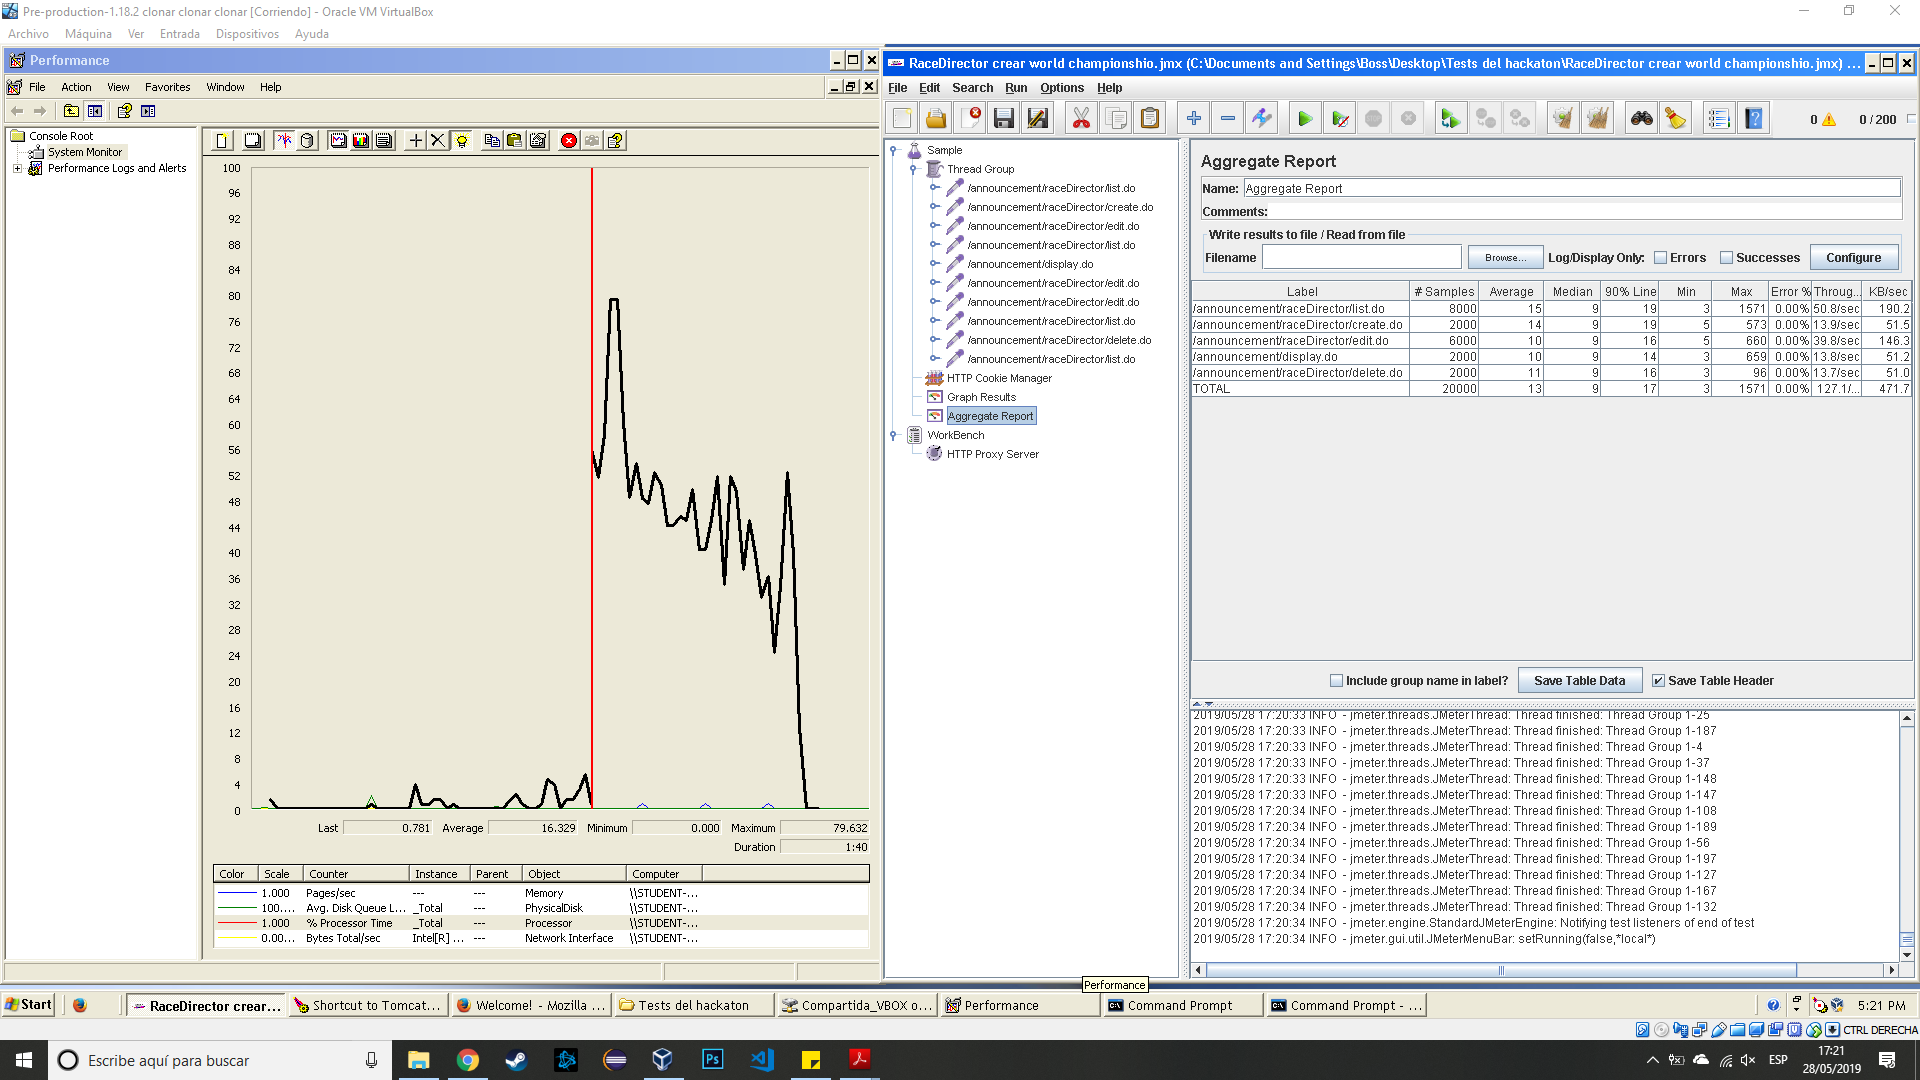 Pre-production-1.18.2 clonar clonar clonar [Corriendo] - Oracle VM VirtualBox
Archivo Máquina Ver Entrada Dispositivos Ayuda
Performance
File Action View Favorites Window Help
Console Root
System Monitor
Performance Logs and Alerts
100
96
92
88
84
80
76
72
68
64
60
56
52
48
44
40
36
32
28
24
20
16
12
8
4
0
Last 0.781 Average 16.329 Minimum 0.000 Maximum 79.632
Duration 1:40
Color Scale Counter Instance Parent Object Computer
1.000 Pages/sec --- --- Memory \\STUDENT-...
100.... Avg. Disk Queue L... _Total --- PhysicalDisk \\STUDENT-...
1.000 % Processor Time _Total --- Processor \\STUDENT-...
0.00... Bytes Total/sec Intel[R] ... --- Network Interface \\STUDENT-...
RaceDirector crear world championshio.jmx (C:\Documents and Settings\Boss\Desktop\Tests del hackaton\RaceDirector crear world championshio.jmx) ...
File Edit Search Run Options Help
0 0 / 200
Sample
Thread Group
/announcement/raceDirector/list.do
/announcement/raceDirector/create.do
/announcement/raceDirector/edit.do
/announcement/raceDirector/list.do
/announcement/display.do
/announcement/raceDirector/edit.do
/announcement/raceDirector/edit.do
/announcement/raceDirector/list.do
/announcement/raceDirector/delete.do
/announcement/raceDirector/list.do
HTTP Cookie Manager
Graph Results
Aggregate Report
WorkBench
HTTP Proxy Server
Aggregate Report
Name: Aggregate Report
Comments:
Write results to file / Read from file
Filename Browse... Log/Display Only: Errors Successes Configure
Label # Samples Average Median 90% Line Min Max Error % Throug... KB/sec
/announcement/raceDirector/list.do 8000 15 9 19 3 1571 0.00% 50.8/sec 190.2
/announcement/raceDirector/create.do 2000 14 9 19 5 573 0.00% 13.9/sec 51.5
/announcement/raceDirector/edit.do 6000 10 9 16 5 660 0.00% 39.8/sec 146.3
/announcement/display.do 2000 10 9 14 3 659 0.00% 13.8/sec 51.2
/announcement/raceDirector/delete.do 2000 11 9 16 3 96 0.00% 13.7/sec 51.0
TOTAL 20000 13 9 17 3 1571 0.00% 127.1/... 471.7
Include group name in label? Save Table Data Save Table Header
2019/05/28 17:20:33 INFO - jmeter.threads.JMeterThread: Thread finished: Thread Group 1-25
2019/05/28 17:20:33 INFO - jmeter.threads.JMeterThread: Thread finished: Thread Group 1-187
2019/05/28 17:20:33 INFO - jmeter.threads.JMeterThread: Thread finished: Thread Group 1-4
2019/05/28 17:20:33 INFO - jmeter.threads.JMeterThread: Thread finished: Thread Group 1-37
2019/05/28 17:20:33 INFO - jmeter.threads.JMeterThread: Thread finished: Thread Group 1-148
2019/05/28 17:20:33 INFO - jmeter.threads.JMeterThread: Thread finished: Thread Group 1-147
2019/05/28 17:20:34 INFO - jmeter.threads.JMeterThread: Thread finished: Thread Group 1-108
2019/05/28 17:20:34 INFO - jmeter.threads.JMeterThread: Thread finished: Thread Group 1-189
2019/05/28 17:20:34 INFO - jmeter.threads.JMeterThread: Thread finished: Thread Group 1-56
2019/05/28 17:20:34 INFO - jmeter.threads.JMeterThread: Thread finished: Thread Group 1-197
2019/05/28 17:20:34 INFO - jmeter.threads.JMeterThread: Thread finished: Thread Group 1-127
2019/05/28 17:20:34 INFO - jmeter.threads.JMeterThread: Thread finished: Thread Group 1-167
2019/05/28 17:20:34 INFO - jmeter.threads.JMeterThread: Thread finished: Thread Group 1-132
2019/05/28 17:20:34 INFO - jmeter.engine.StandardJMeterEngine: Notifying test listeners of end of test
2019/05/28 17:20:34 INFO - jmeter.gui.util.JMeterMenuBar: setRunning(false,*local*)
Performance
Start RaceDirector crear... Shortcut to Tomcat... Welcome! - Mozilla ... Tests del hackaton Compartida_VBOX o... Performance Command Prompt Command Prompt - ... 5:21 PM
CTRL DERECHA
Escribe aquí para buscar Ps ESP 17:21
28/05/2019